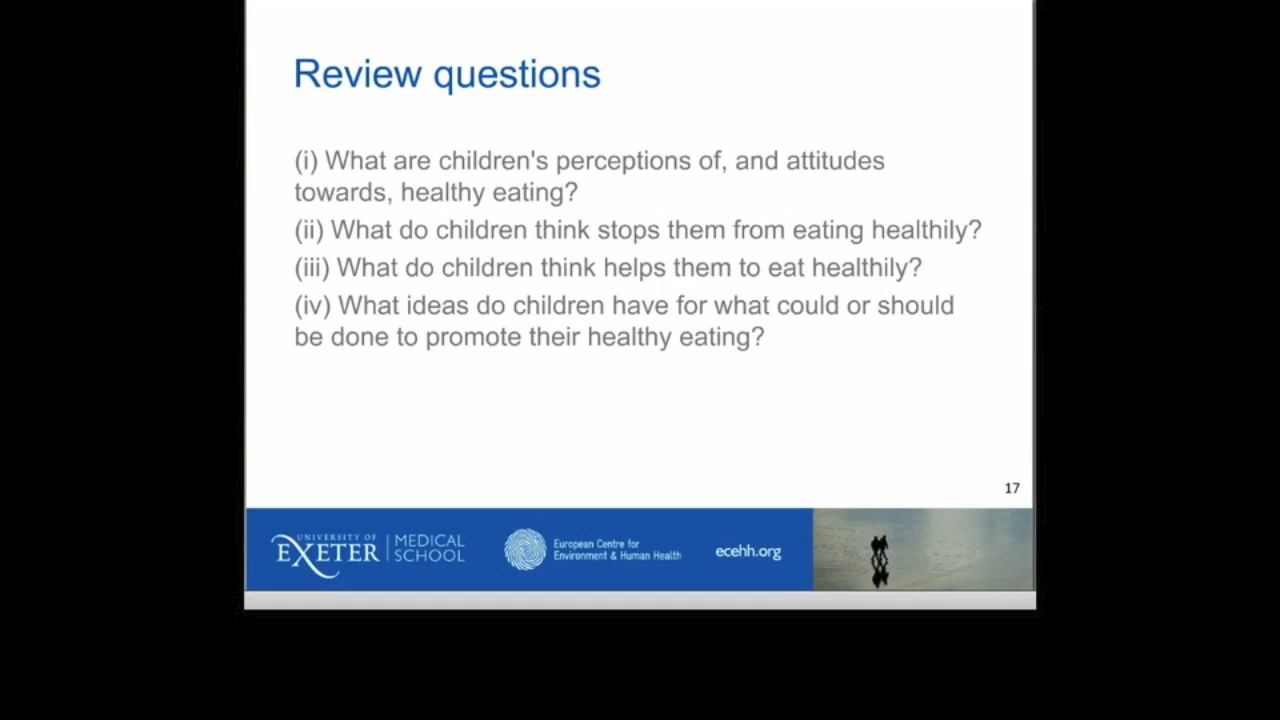 Review questions
(i) What are children's perceptions of, and attitudes
towards, healthy eating?
(ii) What do children think stops them from eating healthily?
(iii) What do children think helps them to eat healthily?
(iv) What ideas do children have for what could or should
be done to promote their healthy eating?
17
UNIVERSITY OF
EXETER
MEDICAL
SCHOOL
European Centre for
Environment & Human Health
ecehh.org